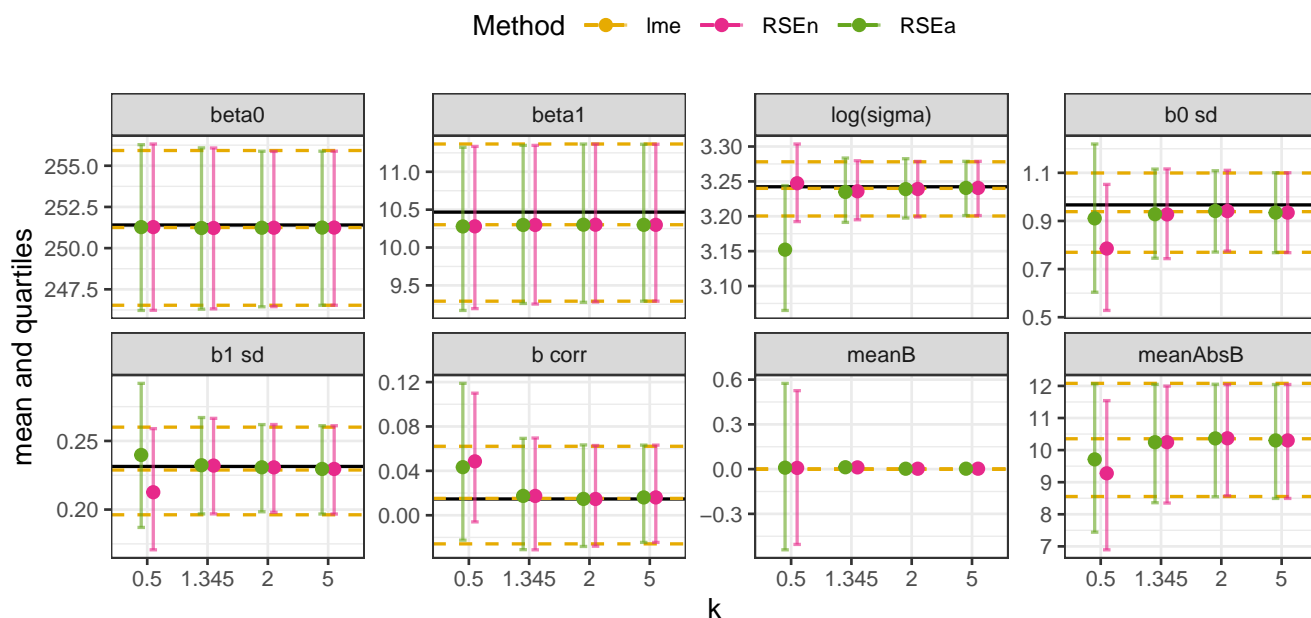 Method lme RSEn RSEa
beta0 beta1 log(sigma) b0 sd
255.0 252.5 250.0 247.5
11.0 10.5 10.0 9.5
3.30 3.25 3.20 3.15 3.10
1.1 0.9 0.7 0.5
b1 sd b corr meanB meanAbsB
0.25 0.20
0.12 0.08 0.04 0.00
0.6 0.3 0.0 −0.3
12 11 10 9 8 7
0.5 1.345 2 5 0.5 1.345 2 5 0.5 1.345 2 5 0.5 1.345 2 5
k
mean and quartiles